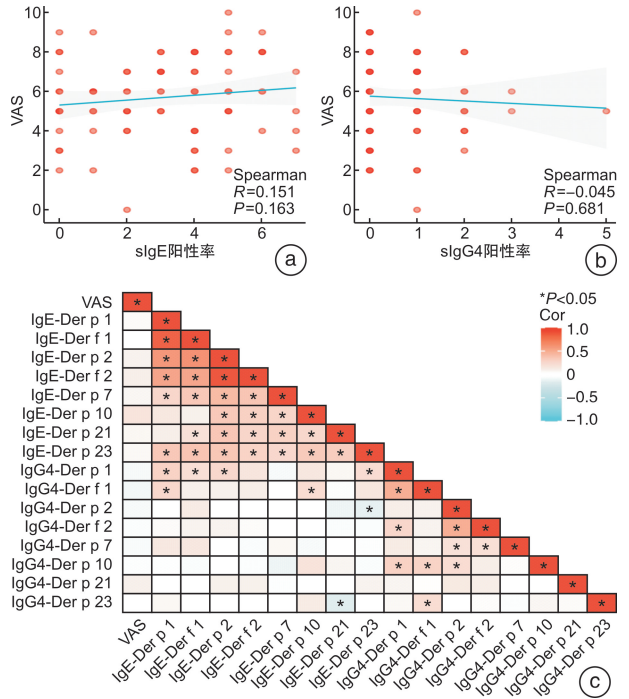 10
8
6
4
2
0
VAS
0
2
4
6
sIgE阳性率
Spearman
R=0.151
P=0.163
a
10
8
6
4
2
0
VAS
0
1
2
3
4
5
sIgG4阳性率
Spearman
R=−0.045
P=0.681
b
VAS
IgE-Der p 1
IgE-Der f 1
IgE-Der p 2
IgE-Der f 2
IgE-Der p 7
IgE-Der p 10
IgE-Der p 21
IgE-Der p 23
IgG4-Der p 1
IgG4-Der f 1
IgG4-Der p 2
IgG4-Der f 2
IgG4-Der p 7
IgG4-Der p 10
IgG4-Der p 21
IgG4-Der p 23
*P<0.05
Cor
1.0
0.5
0
−0.5
−1.0
VAS
IgE-Der p 1
IgE-Der f 1
IgE-Der p 2
IgE-Der f 2
IgE-Der p 7
IgE-Der p 10
IgE-Der p 21
IgE-Der p 23
IgG4-Der p 1
IgG4-Der f 1
IgG4-Der p 2
IgG4-Der f 2
IgG4-Der p 7
IgG4-Der p 10
IgG4-Der p 21
IgG4-Der p 23
c